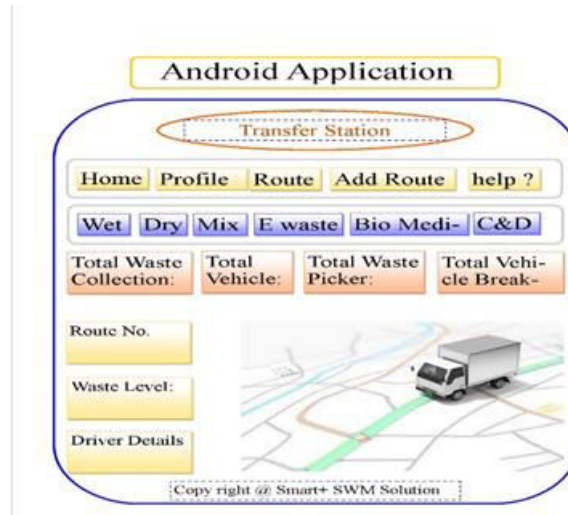 Android Application
Transfer Station
Home Profile Route Add Route help ?
Wet Dry Mix E waste Bio Medi- C&D
Total Waste Collection:
Total Vehicle:
Total Waste Picker:
Total Vehi-
cle Break-
Route No.
Waste Level:
Driver Details
Copy right @ Smart+ SWM Solution